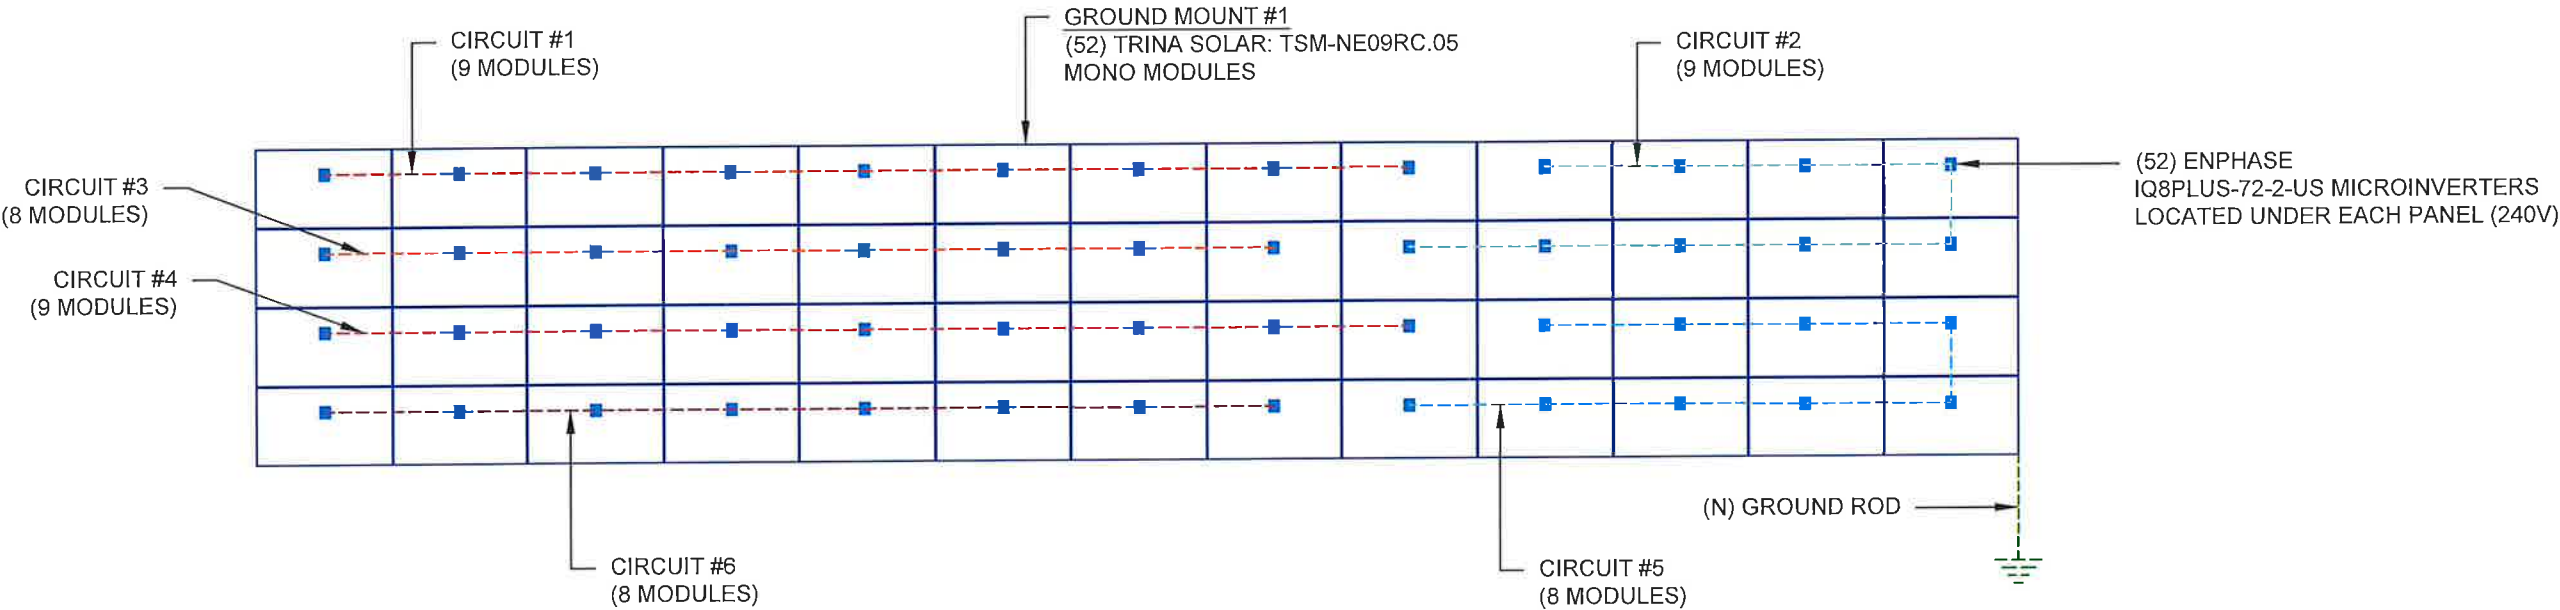 GROUND MOUNT #1
(52) TRINA SOLAR: TSM-NE09RC.05
MONO MODULES
CIRCUIT #1
(9 MODULES)
CIRCUIT #2
(9 MODULES)
(52) ENPHASE
IQ8PLUS-72-2-US MICROINVERTERS
LOCATED UNDER EACH PANEL (240V)
CIRCUIT #3
(8 MODULES)
CIRCUIT #4
(9 MODULES)
(N) GROUND ROD
CIRCUIT #6
(8 MODULES)
CIRCUIT #5
(8 MODULES)